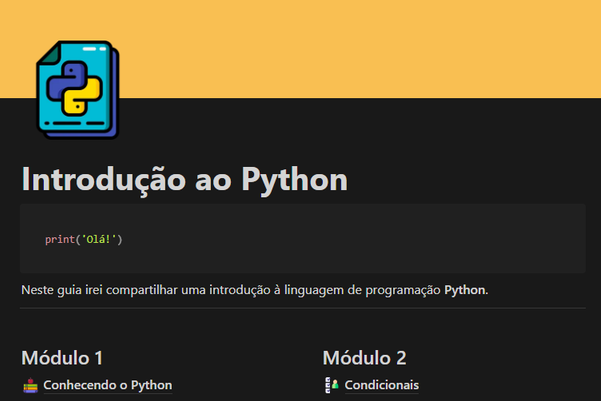 Introdução ao Python
print('Olá!')
Neste guia irei compartilhar uma introdução à linguagem de programação Python.
Módulo 1
Conhecendo o Python
Módulo 2
Condicionais